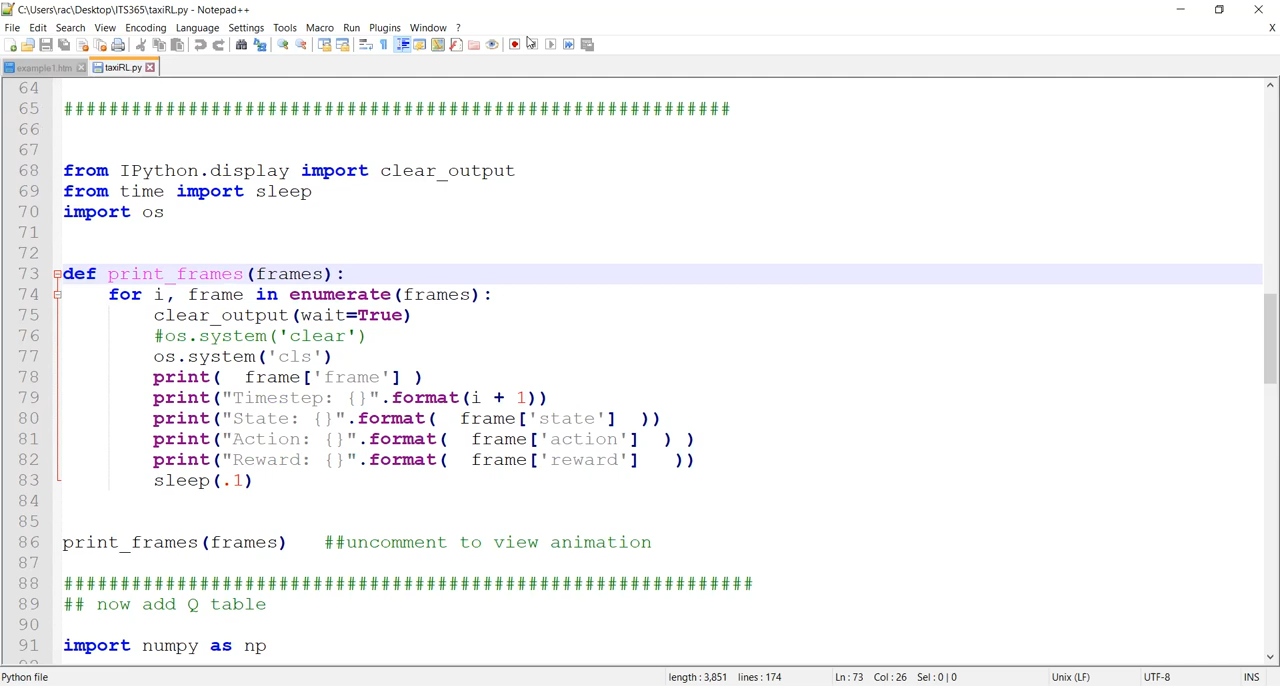 C:\Users\rac\Desktop\ITS365\taxiRL.py - Notepad++
File Edit Search View Encoding Language Settings Tools Macro Run Plugins Window ? X
example1.htm taxiRL.py
64
65 ###########################################################
66
67
68 from IPython.display import clear_output
69 from time import sleep
70 import os
71
72
73 def print_frames(frames):
74 for i, frame in enumerate(frames):
75 clear_output(wait=True)
76 #os.system('clear')
77 os.system('cls')
78 print( frame['frame'] )
79 print("Timestep: {}".format(i + 1))
80 print("State: {}".format( frame['state'] ))
81 print("Action: {}".format( frame['action'] ) )
82 print("Reward: {}".format( frame['reward'] ))
83 sleep(.1)
84
85
86 print_frames(frames) ##uncomment to view animation
87
88 #############################################################
89 ## now add Q table
90
91 import numpy as np
92
Python file length : 3,851 lines : 174 Ln : 73 Col : 26 Sel : 0 | 0 Unix (LF) UTF-8 INS